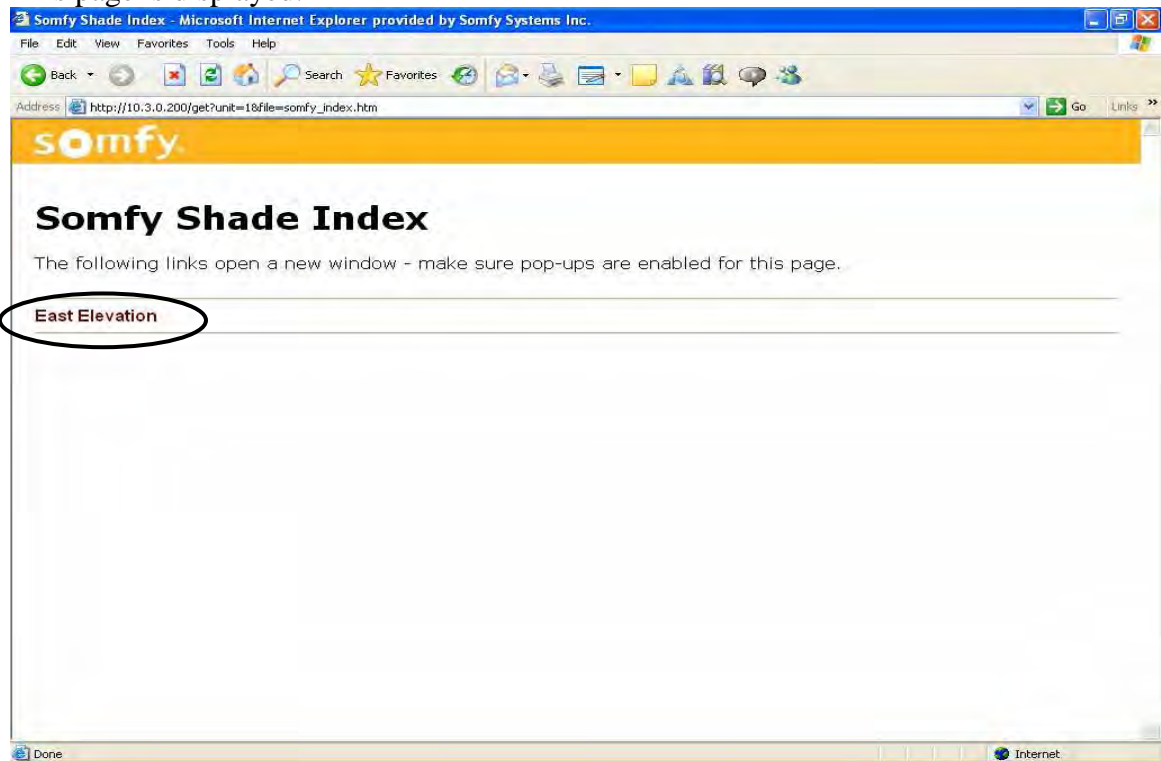 Somfy Shade Index - Microsoft Internet Explorer provided by Somfy Systems Inc.
File Edit View Favorites Tools Help
Back Search Favorites
Address http://10.3.0.200/get?unit=1&file=somfy_index.htm Go Links »
somfy.
Somfy Shade Index
The following links open a new window - make sure pop-ups are enabled for this page.
East Elevation
Done Internet